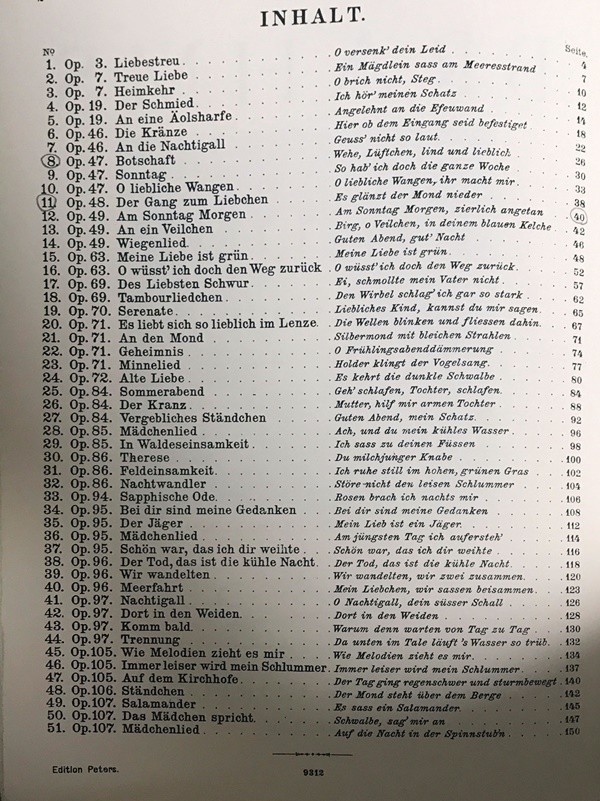 INHALT.
No Seite.
1. Op. 3. Liebestreu. O versenk' dein Leid 4
2. Op. 7. Treue Liebe Ein Mägdlein sass am Meeresstrand 7
3. Op. 7. Heimkehr O brich nicht, Steg. 10
4. Op. 19. Der Schmied. Ich hör' meinen Schatz 12
5. Op. 19. An eine Äolsharfe. Angelehnt an die Efeuwand 14
6. Op. 46. Die Kränze Hier ob dem Eingang seid befestiget 18
7. Op. 46. An die Nachtigall Geuss' nicht so laut. 22
8. Op. 47. Botschaft Wehe, Lüftchen, lind und lieblich 26
9. Op. 47. Sonntag So hab' ich doch die ganze Woche 30
10. Op. 47. O liebliche Wangen O liebliche Wangen, ihr macht mir 33
11. Op. 48. Der Gang zum Liebchen Es glänzt der Mond nieder 38
12. Op. 49. Am Sonntag Morgen Am Sonntag Morgen, zierlich angetan 40
13. Op. 49. An ein Veilchen Birg, o Veilchen, in deinem blauen Kelche 42
14. Op. 49. Wiegenlied. Guten Abend, gut' Nacht 46
15. Op. 63. Meine Liebe ist grün. Meine Liebe ist grün. 48
16. Op. 63. O wüsst' ich doch den Weg zurück O wüsst' ich doch den Weg zurück. 52
17. Op. 69. Des Liebsten Schwur. Ei, schmollte mein Vater nicht 57
18. Op. 69. Tambourliedchen. Den Wirbel schlag' ich gar so stark 62
19. Op. 70. Serenate. Liebliches Kind, kannst du mir sagen 65
20. Op. 71. Es liebt sich so lieblich im Lenze. Die Wellen blinken und fliessen dahin. 67
21. Op. 71. An den Mond Silbermond mit bleichen Strahlen 71
22. Op. 71. Geheimnis O Frühlingsabenddämmerung 74
23. Op. 71. Minnelied Holder klingt der Vogelsang. 77
24. Op. 72. Alte Liebe Es kehrt die dunkle Schwalbe 80
25. Op. 84. Sommerabend Geh' schlafen, Tochter, schlafen. 84
26. Op. 84. Der Kranz. Mutter, hilf mir armen Tochter 88
27. Op. 84. Vergebliches Ständchen Guten Abend, mein Schatz. 92
28. Op. 85. Mädchenlied Ach, und du mein kühles Wasser 96
29. Op. 85. In Waldeseinsamkeit Ich sass zu deinen Füssen 98
30. Op. 86. Therese Du milchjunger Knabe 100
31. Op. 86. Feldeinsamkeit. Ich ruhe still im hohen, grünen Gras 102
32. Op. 86. Nachtwandler Störe nicht den leisen Schlummer 104
33. Op. 94. Sapphische Ode. Rosen brach ich nachts mir 106
34. Op. 95. Bei dir sind meine Gedanken Bei dir sind meine Gedanken 108
35. Op. 95. Der Jäger Mein Lieb ist ein Jäger. 112
36. Op. 95. Mädchenlied Am jüngsten Tag ich aufersteh' 114
37. Op. 95. Schön war, das ich dir weihte Schön war, das ich dir weihte 116
38. Op. 96. Der Tod, das ist die kühle Nacht. Der Tod, das ist die kühle Nacht. 118
39. Op. 96. Wir wandelten Wir wandelten, wir zwei zusammen. 120
40. Op. 96. Meerfahrt Mein Liebchen, wir sassen beisammen. 123
41. Op. 97. Nachtigall O Nachtigall, dein süsser Schall 126
42. Op. 97. Dort in den Weiden. Dort in den Weiden 128
43. Op. 97. Komm bald. Warum denn warten von Tag zu Tag 130
44. Op. 97. Trennung Da unten im Tale läuft's Wasser so trüb. 132
45. Op. 105. Wie Melodien zieht es mir Wie Melodien zieht es mir. 134
46. Op. 105. Immer leiser wird mein Schlummer. Immer leiser wird mein Schlummer. 137
47. Op. 105. Auf dem Kirchhofe. Der Tag ging regenschwer und sturmbewegt 140
48. Op. 106. Ständchen Der Mond steht über dem Berge 142
49. Op. 107. Salamander Es sass ein Salamander. 145
50. Op. 107. Das Mädchen spricht. Schwalbe, sag' mir an 147
51. Op. 107. Mädchenlied Auf die Nacht in der Spinnstub'n 150
Edition Peters. 9312